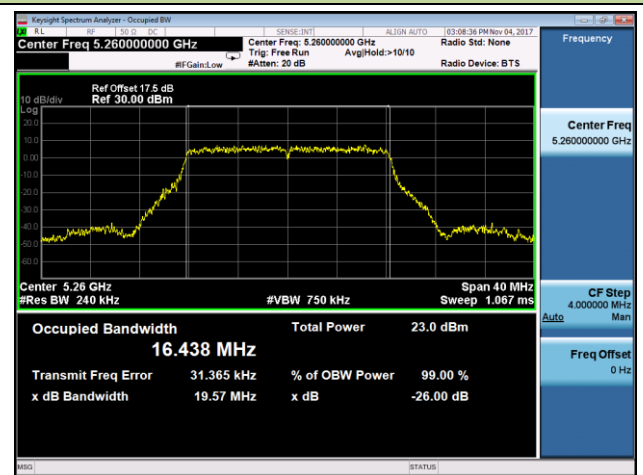 Keysight Spectrum Analyzer - Occupied BW
RL RF 50 Ω DC SENSE:INT ALIGN AUTO 03:08:36 PM Nov 04, 2017
Center Freq 5.260000000 GHz Center Freq: 5.260000000 GHz Radio Std: None
Trig: Free Run Avg|Hold:>10/10
#IFGain:Low #Atten: 20 dB Radio Device: BTS
Frequency
Ref Offset 17.5 dB
10 dB/div Ref 30.00 dBm
Log
20.0
10.0
0.00
-10.0
-20.0
-30.0
-40.0
-50.0
-60.0
Center 5.26 GHz Span 40 MHz
#Res BW 240 kHz #VBW 750 kHz Sweep 1.067 ms
Occupied Bandwidth Total Power 23.0 dBm
16.438 MHz
Transmit Freq Error 31.365 kHz % of OBW Power 99.00 %
x dB Bandwidth 19.57 MHz x dB -26.00 dB
Center Freq
5.260000000 GHz
CF Step
4.000000 MHz
Auto Man
Freq Offset
0 Hz
MSG STATUS